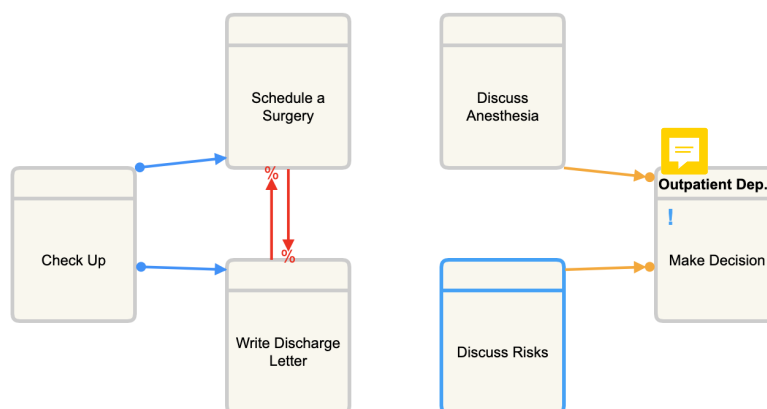 Schedule a
Surgery
Discuss
Anesthesia
%
Outpatient Dep.
!
Check Up
Make Decision
%
Write Discharge
Letter
Discuss Risks